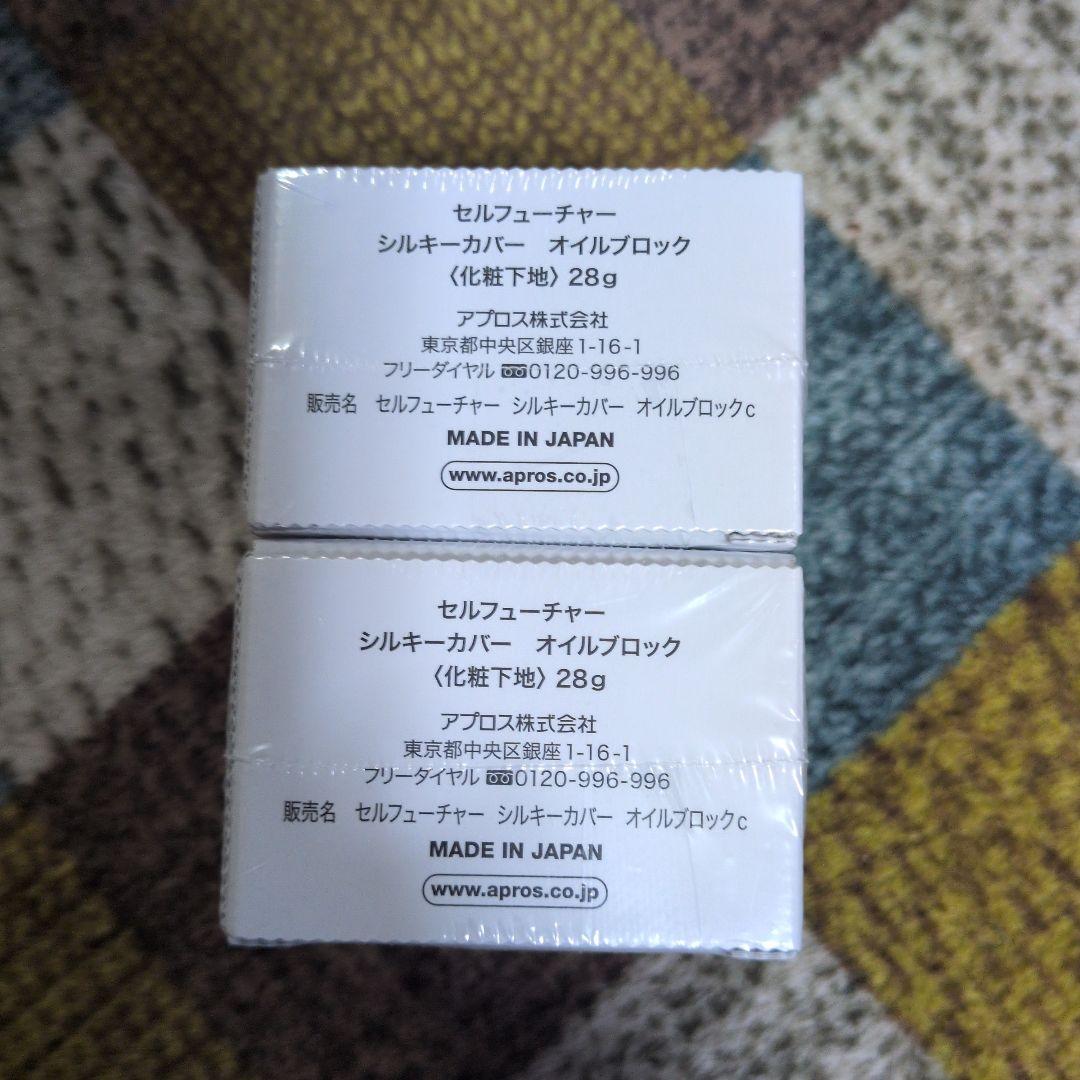 セルフューチャー
シルキーカバー　オイルブロック
〈化粧下地〉28g
アプロス株式会社
東京都中央区銀座1-16-1
フリーダイヤル 0120-996-996
販売名　セルフューチャー　シルキーカバー　オイルブロックc
MADE IN JAPAN
www.apros.co.jp
セルフューチャー
シルキーカバー　オイルブロック
〈化粧下地〉28g
アプロス株式会社
東京都中央区銀座1-16-1
フリーダイヤル 0120-996-996
販売名　セルフューチャー　シルキーカバー　オイルブロックc
MADE IN JAPAN
www.apros.co.jp